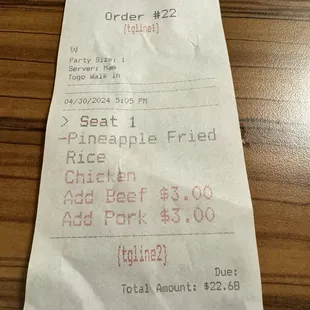 Order #22
{tgline1}
W
Party Size: 1
Server: Mam
Togo Walk in
04/30/2024 5:05 PM
> Seat 1
-Pineapple Fried
Rice
Chicken
Add Beef $3.00
Add Pork $3.00
{tgline2}
Due:
Total Amount: $22.68